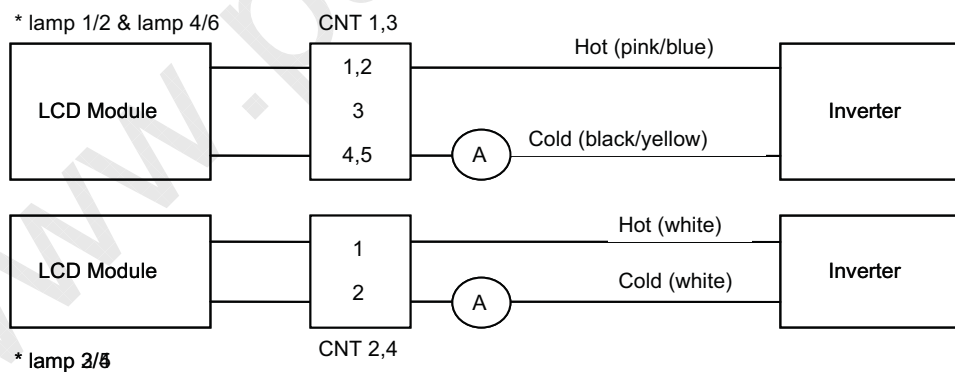 * lamp 1/2 & lamp 4/6
CNT 1,3
Hot (pink/blue)
1,2
LCD Module
3
Inverter
4,5
A
Cold (black/yellow)
Hot (white)
1
LCD Module
2
Inverter
A
Cold (white)
CNT 2,4
* lamp